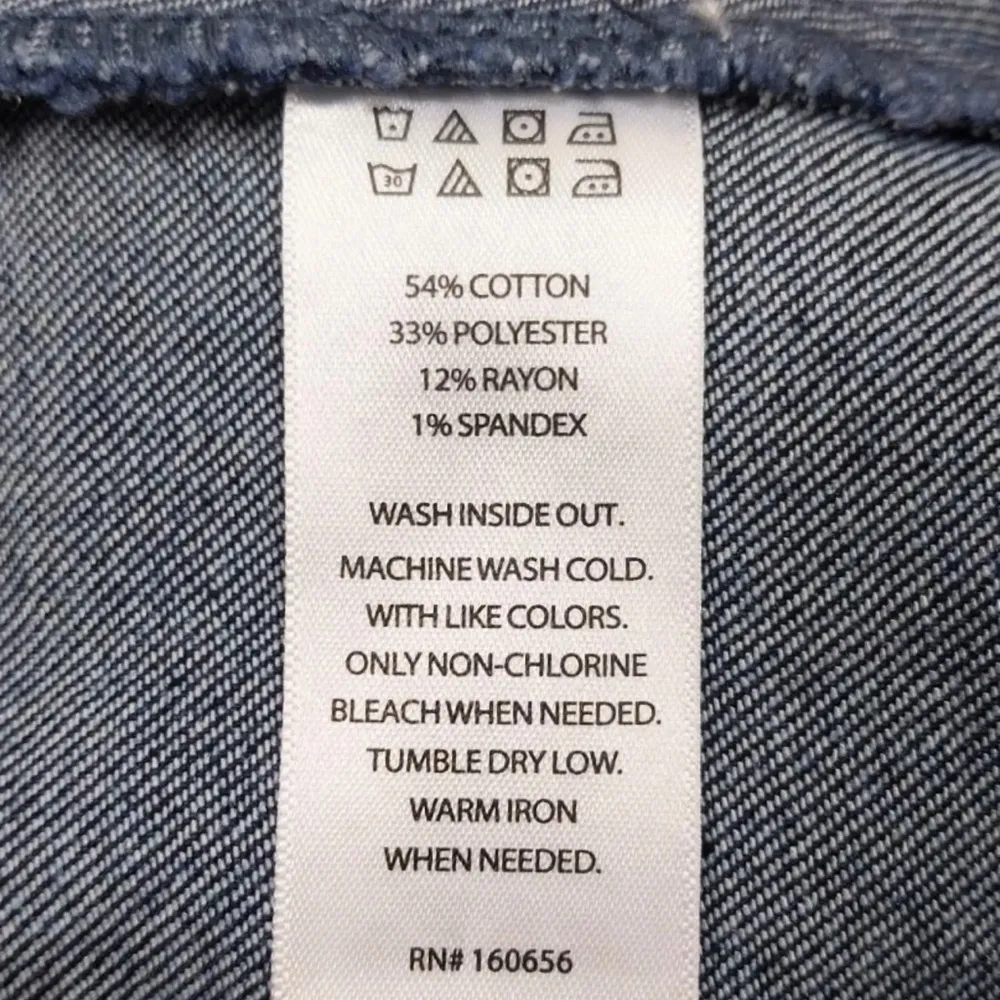 30
54% COTTON
33% POLYESTER
12% RAYON
1% SPANDEX
WASH INSIDE OUT.
MACHINE WASH COLD.
WITH LIKE COLORS.
ONLY NON-CHLORINE
BLEACH WHEN NEEDED.
TUMBLE DRY LOW.
WARM IRON
WHEN NEEDED.
RN# 160656